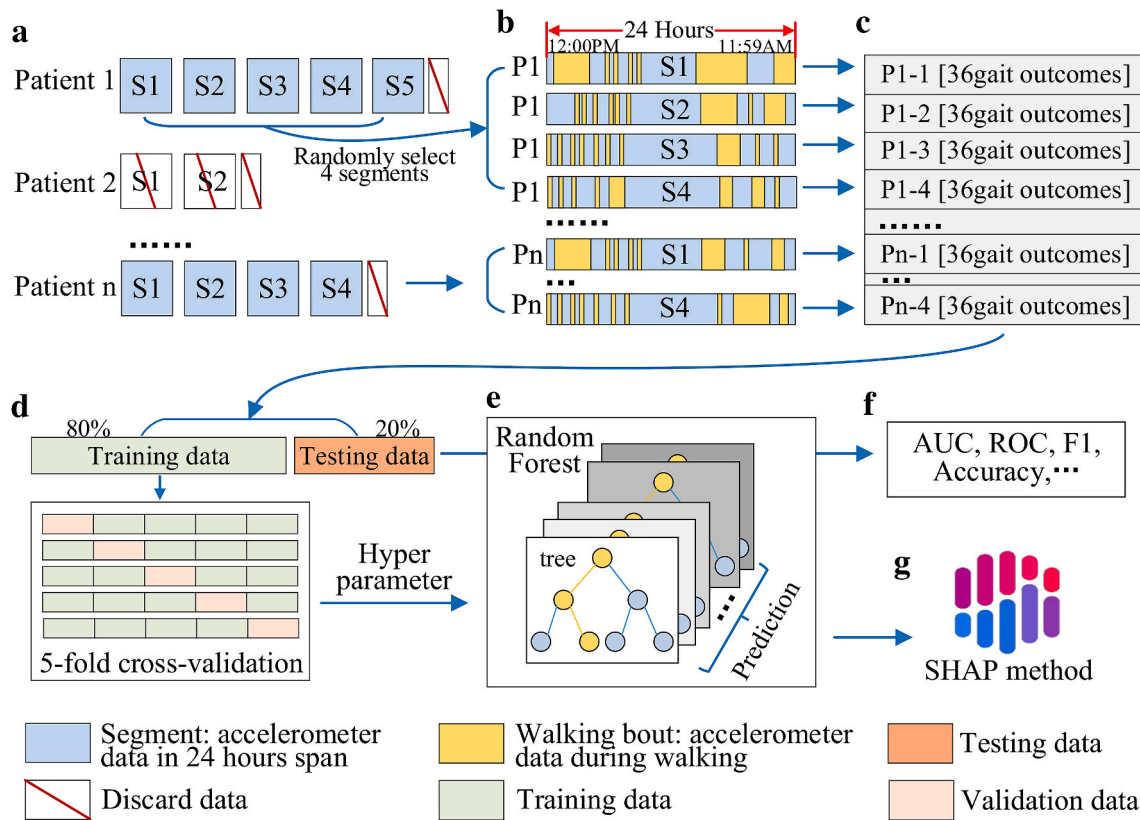 a
Patient 1
S1 S2 S3 S4 S5
Randomly select
4 segments
Patient 2
S1 S2
......
Patient n
S1 S2 S3 S4
b
24 Hours
12:00PM 11:59AM
P1 S1
P1 S2
P1 S3
P1 S4
......
Pn S1
...
Pn S4
c
P1-1 [36gait outcomes]
P1-2 [36gait outcomes]
P1-3 [36gait outcomes]
P1-4 [36gait outcomes]
......
Pn-1 [36gait outcomes]
...
Pn-4 [36gait outcomes]
d
80% 20%
Training data Testing data
5-fold cross-validation
Hyper
parameter
e
Random
Forest
tree
...
Prediction
f
AUC, ROC, F1,
Accuracy,...
g
SHAP method
Segment: accelerometer
data in 24 hours span
Walking bout: accelerometer
data during walking
Testing data
Discard data
Training data
Validation data